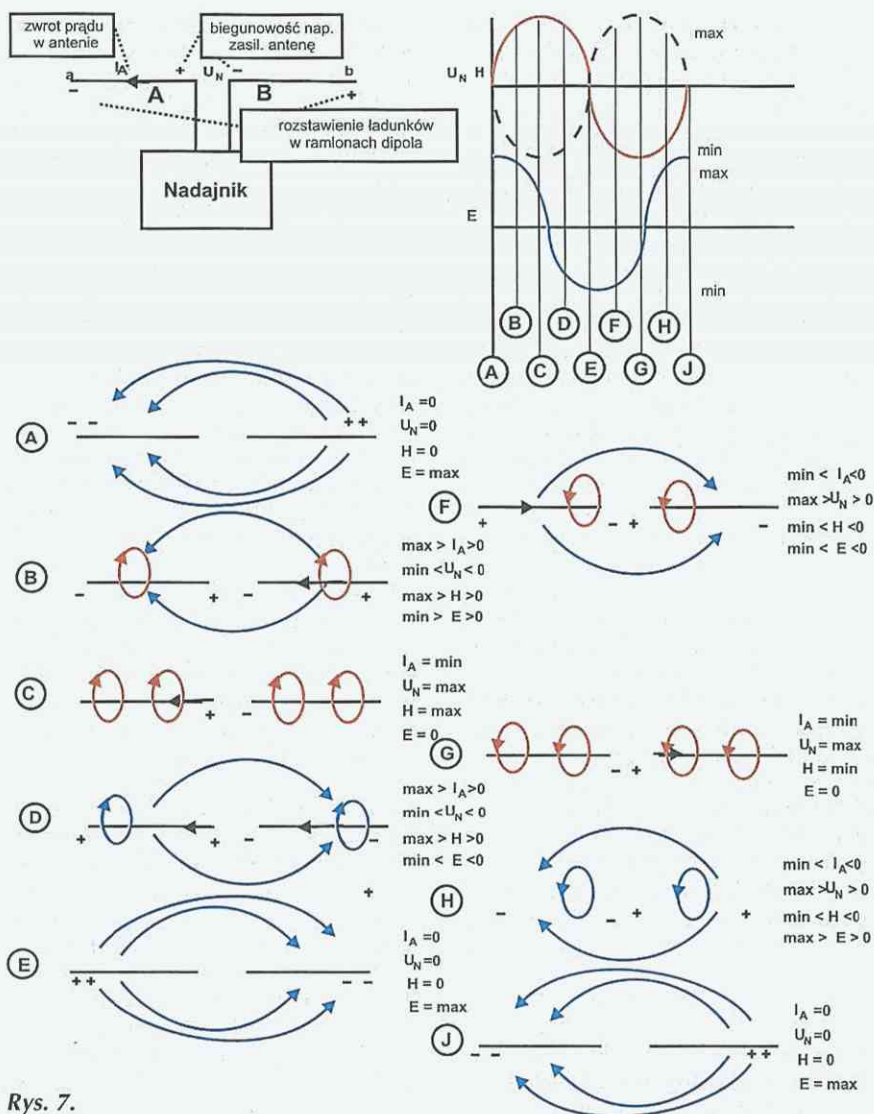 zwrot prądu
w antenie
biegunowość nap.
zasil. antenę
a
I_A
+
U_N
−
b
−
A
B
+
rozstawienie ładunków
w ramlonach dipola
Nadajnik
max
U_N H
min
max
E
min
B
D
F
H
A
C
E
G
J
A
- -
+ +
I_A =0
U_N =0
H = 0
E = max
B
-
+
-
+
max > I_A >0
min <U_N < 0
max > H > 0
min > E >0
C
+
-
I_A = min
U_N = max
H = max
E = 0
D
+
+
-
-
max > I_A >0
min <U_N < 0
max > H > 0
min < E <0
+
E
+ +
- -
I_A =0
U_N =0
H = 0
E = max
F
+
- +
-
min < I_A <0
max >U_N > 0
min < H <0
min < E <0
G
- +
I_A = min
U_N = max
H = min
E = 0
H
-
- +
+
min < I_A <0
max >U_N > 0
min < H <0
max > E >0
J
- -
+ +
I_A =0
U_N =0
H = 0
E = max
Rys. 7.